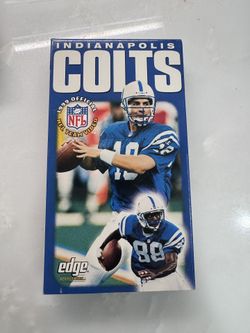 INDIANAPOLIS
COLTS
1999 OFFICIAL
NFL
NFL TEAM VIDEO
18
88
edge